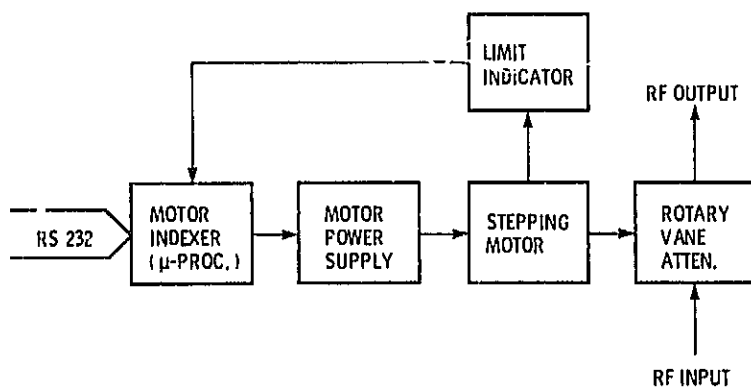 LIMIT
INDICATOR
RF OUTPUT
RS 232
MOTOR
INDEXER
(μ-PROC.)
MOTOR
POWER
SUPPLY
STEPPING
MOTOR
ROTARY
VANE
ATTEN.
RF INPUT